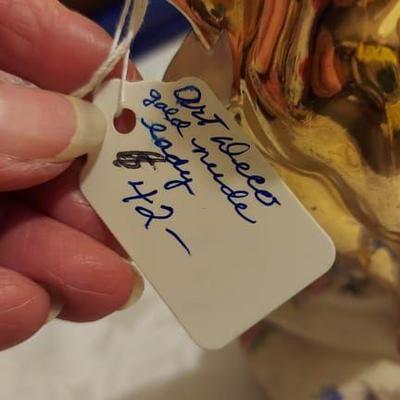 Art Deco
gold nude
lady
42-